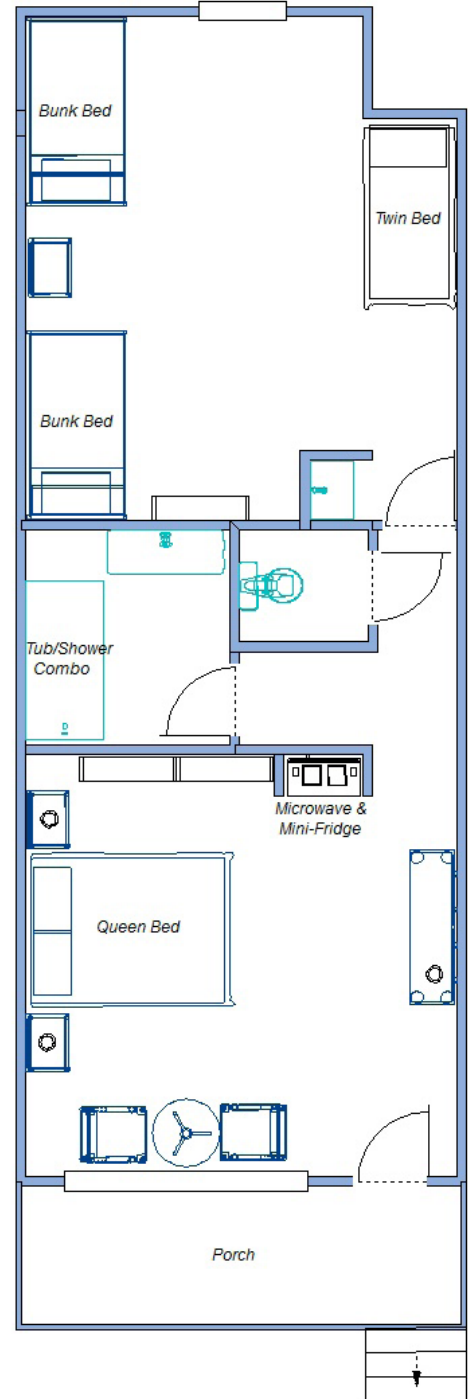 Bunk Bed
Twin Bed
Bunk Bed
Tub/Shower
Combo
Microwave &
Mini-Fridge
Queen Bed
Porch